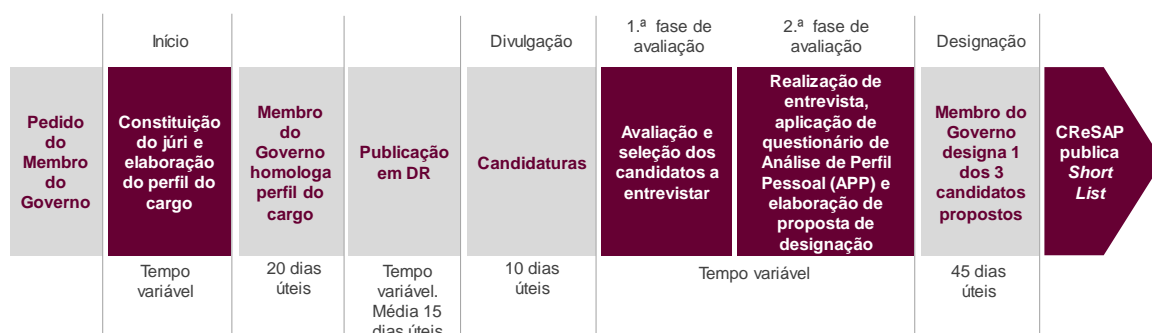 Início
Divulgação
1.ª fase de
avaliação
2.ª fase de
avaliação
Designação
Pedido
do
Membro
do
Governo
Constituição
do júri e
elaboração
do perfil do
cargo
Membro
do
Governo
homologa
perfil do
cargo
Publicação
em DR
Candidaturas
Avaliação e
seleção dos
candidatos a
entrevistar
Realização de
entrevista,
aplicação de
questionário de
Análise de Perfil
Pessoal (APP) e
elaboração de
proposta de
designação
Membro do
Governo
designa 1
dos 3
candidatos
propostos
CReSAP
publica
Short
List
Tempo
variável
20 dias
úteis
Tempo
variável.
Média 15
dias úteis
10 dias
úteis
Tempo variável
45 dias
úteis